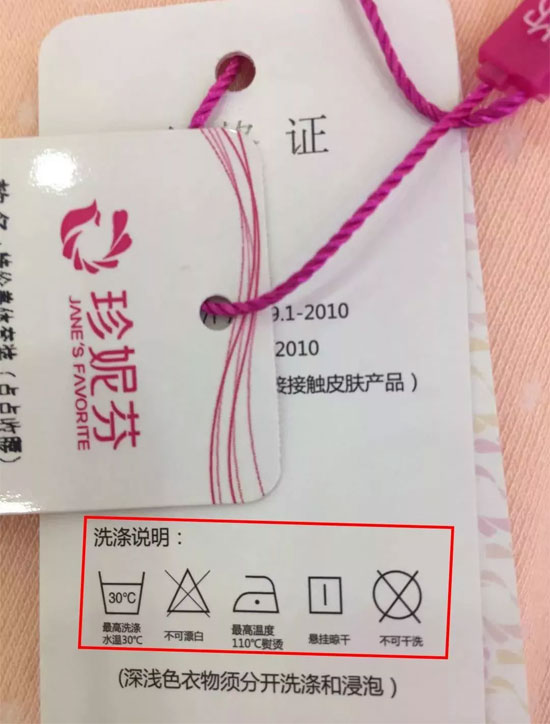 证
9.1-2010
2010
接接触皮肤产品）
珍妮芬
JANE'S FAVORITE
洗涤说明：
30℃
最高洗涤
水温30℃
不可漂白
最高温度
110℃熨烫
悬挂晾干
不可干洗
(深浅色衣物须分开洗涤和浸泡）